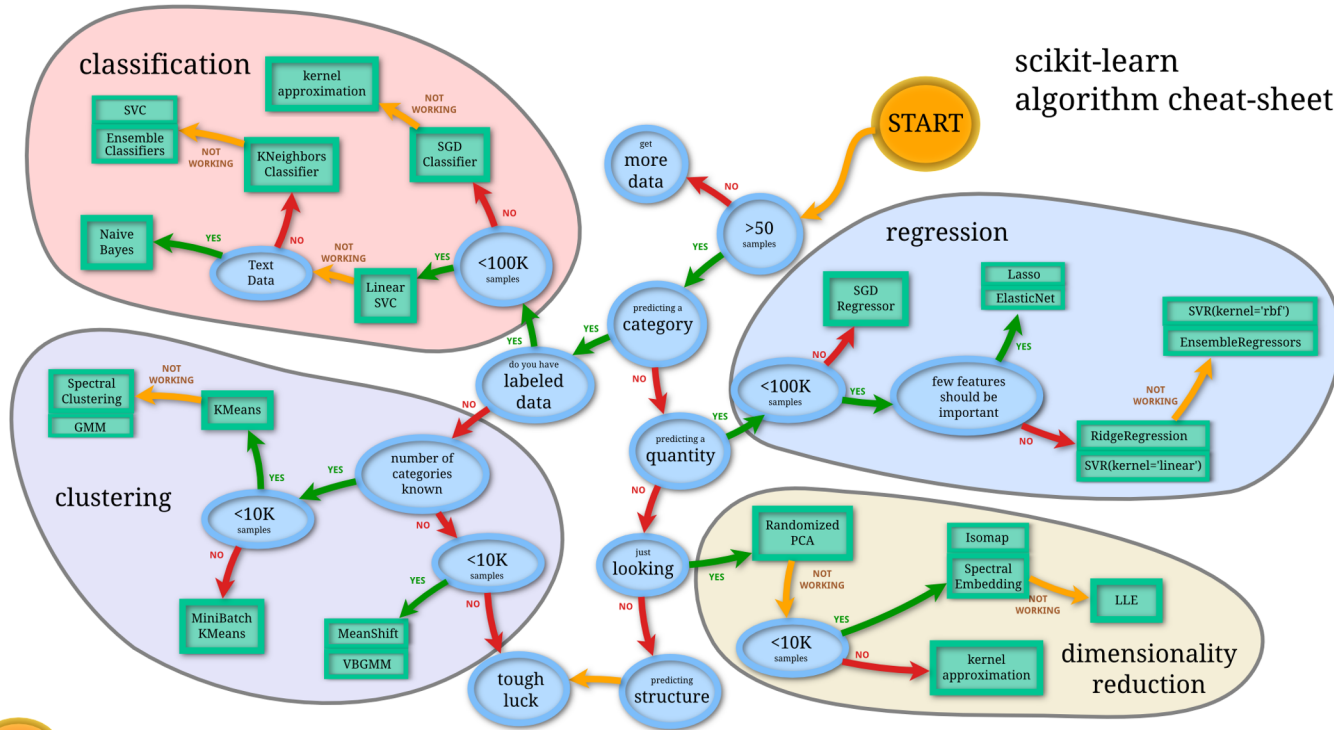 scikit-learn
algorithm cheat-sheet
START
classification
kernel
approximation
NOT
WORKING
SVC
Ensemble
Classifiers
NOT
WORKING
KNeighbors
Classifier
SGD
Classifier
NO
Naive
Bayes
YES
Text
Data
NO
NOT
WORKING
Linear
SVC
YES
<100K
samples
get
more
data
NO
>50
samples
YES
predicting a
category
YES
NO
YES
do you have
labeled
data
NO
predicting a
quantity
YES
NO
just
looking
YES
NO
predicting
structure
tough
luck
regression
SGD
Regressor
NO
<100K
samples
YES
Lasso
ElasticNet
YES
few features
should be
important
NO
SVR(kernel='rbf')
EnsembleRegressors
NOT
WORKING
RidgeRegression
SVR(kernel='linear')
clustering
Spectral
Clustering
GMM
NOT
WORKING
KMeans
YES
<10K
samples
NO
MiniBatch
KMeans
YES
number of
categories
known
NO
<10K
samples
YES
NO
MeanShift
VBGMM
Randomized
PCA
NOT
WORKING
<10K
samples
YES
NO
Isomap
Spectral
Embedding
NOT
WORKING
LLE
kernel
approximation
dimensionality
reduction